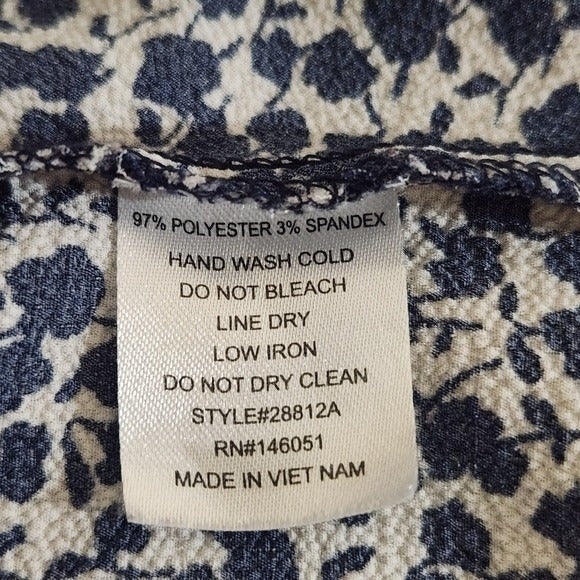 97% POLYESTER 3% SPANDEX
HAND WASH COLD
DO NOT BLEACH
LINE DRY
LOW IRON
DO NOT DRY CLEAN
STYLE#28812A
RN#146051
MADE IN VIET NAM